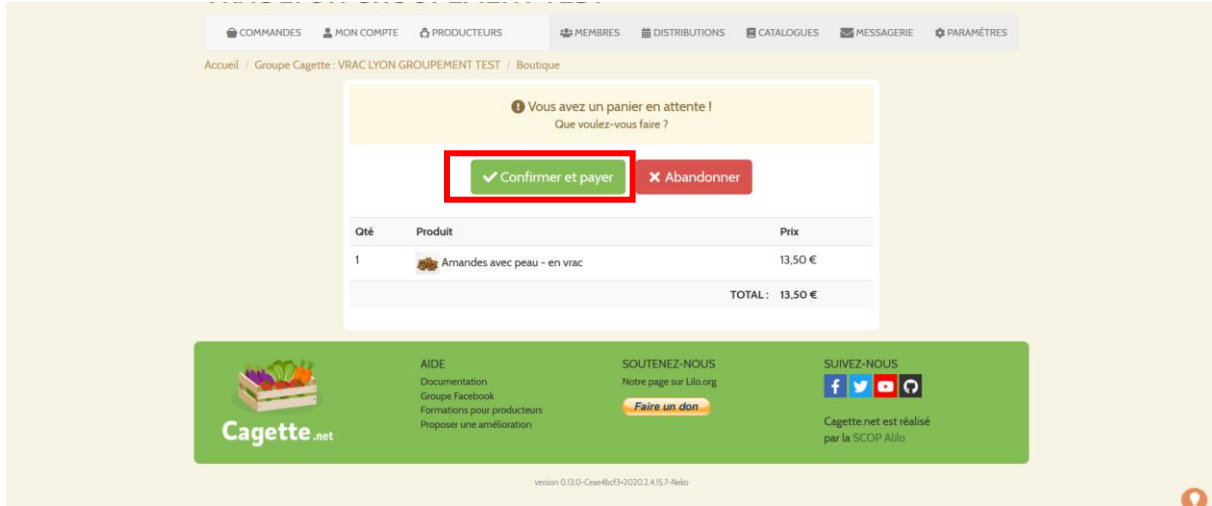 COMMANDES MON COMPTE PRODUCTEURS MEMBRES DISTRIBUTIONS CATALOGUES MESSAGERIE PARAMÈTRES
Accueil / Groupe Cagette : VRAC LYON GROUPEMENT TEST / Boutique
Vous avez un panier en attente !
Que voulez-vous faire ?
Confirmer et payer Abandonner
Qté Produit Prix
1 Amandes avec peau - en vrac 13,50 €
TOTAL : 13,50 €
AIDE
Documentation
Groupe Facebook
Formations pour producteurs
Proposer une amélioration
SOUTENEZ-NOUS
Notre page sur Lilo.org
Faire un don
SUIVEZ-NOUS
Cagette.net est réalisé
par la SCOP Alilo
Cagette.net